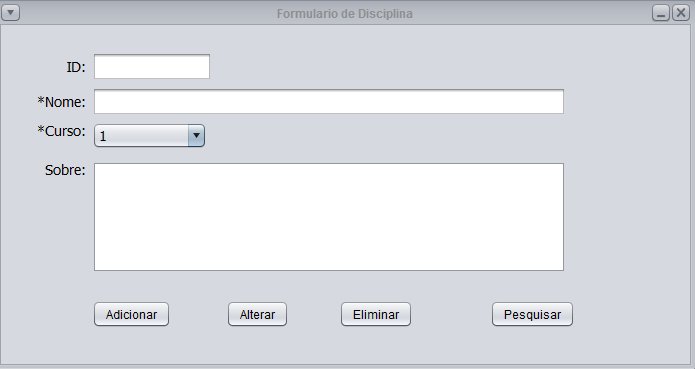 Formulario de Disciplina
ID:
*Nome:
*Curso: 1
Sobre:
Adicionar Alterar Eliminar Pesquisar